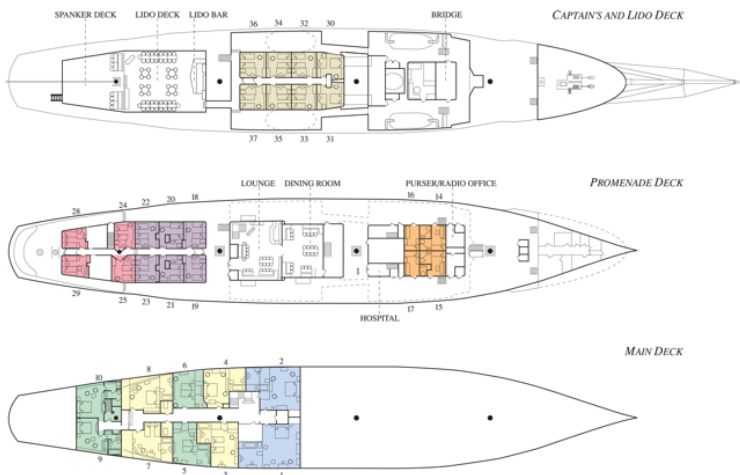 CAPTAIN'S AND LIDO DECK
SPANKER DECK LIDO DECK LIDO BAR 36 34 32 30 BRIDGE
37 35 33 31
PROMENADE DECK
LOUNGE DINING ROOM PURSER/RADIO OFFICE
28 24 22 20 18 16 14
1
29 25 23 21 19 17 15
HOSPITAL
MAIN DECK
10 8 6 4 2
9 7 5 3 1